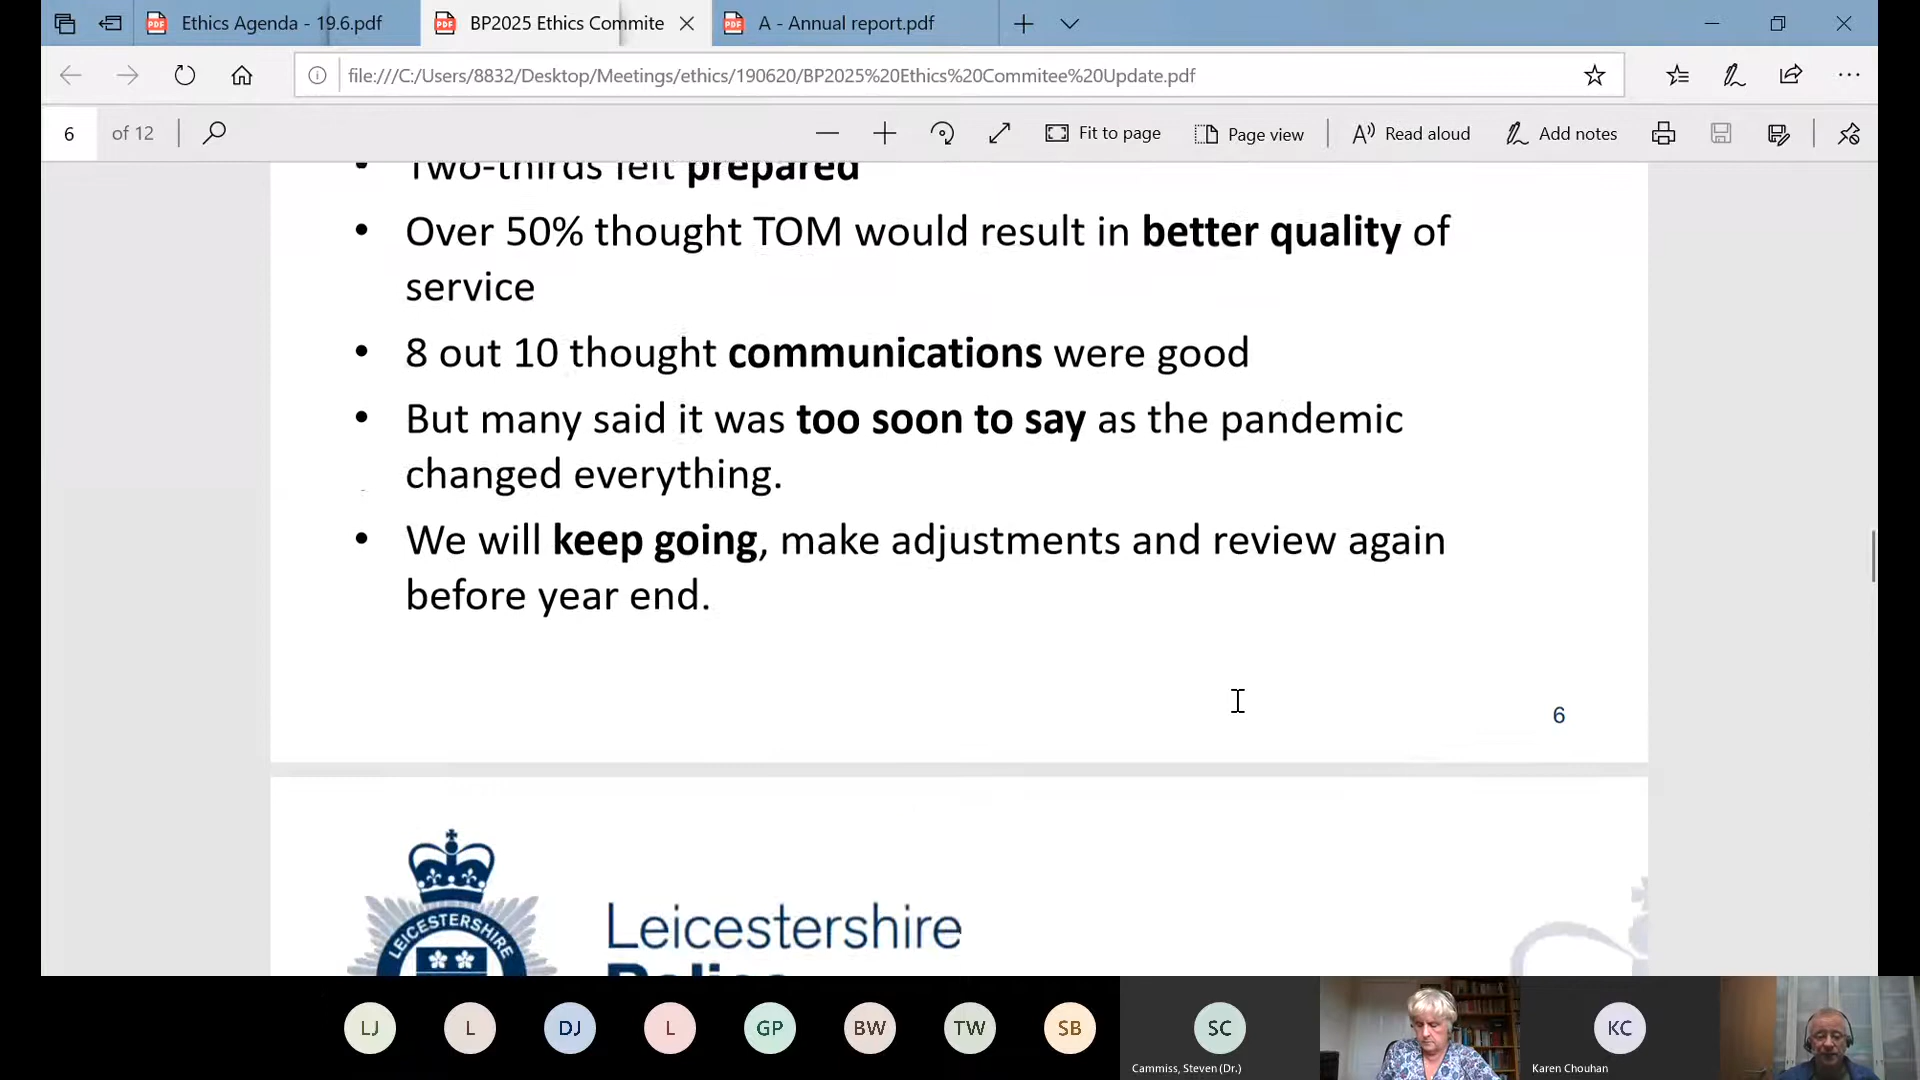 Ethics Agenda - 19.6.pdf
BP2025 Ethics Commite
A - Annual report.pdf
file:///C:/Users/8832/Desktop/Meetings/ethics/190620/BP2025%20Ethics%20Commitee%20Update.pdf
6 of 12
Fit to page
Page view
Read aloud
Add notes
• Two-thirds felt prepared
• Over 50% thought TOM would result in better quality of
service
• 8 out 10 thought communications were good
• But many said it was too soon to say as the pandemic
changed everything.
• We will keep going, make adjustments and review again
before year end.
6
LEICESTERSHIRE
Leicestershire
Police
LJ
L
DJ
L
GP
BW
TW
SB
SC
KC
Cammiss, Steven (Dr.)
Karen Chouhan